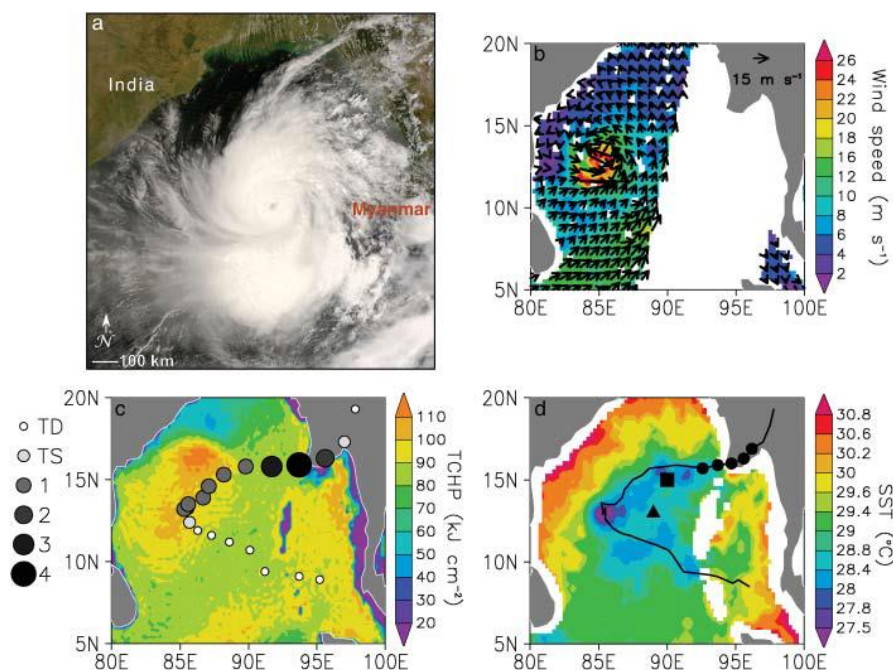 a
India
Myanmar
N
100 km
b
20N
15N
10N
5N
80E 85E 90E 95E 100E
15 m s⁻¹
26
24
22
20
18
16
14
12
10
8
6
4
2
Wind speed (m s⁻¹)
TD
TS
1
2
3
4
c
20N
15N
10N
5N
80E 85E 90E 95E 100E
110
100
90
80
70
60
50
40
30
20
TCHP (kJ cm⁻²)
d
20N
15N
10N
5N
80E 85E 90E 95E 100E
30.8
30.4
30.2
30
29.6
29.4
29.2
29
28.8
28.4
28
27.5
SST (°C)